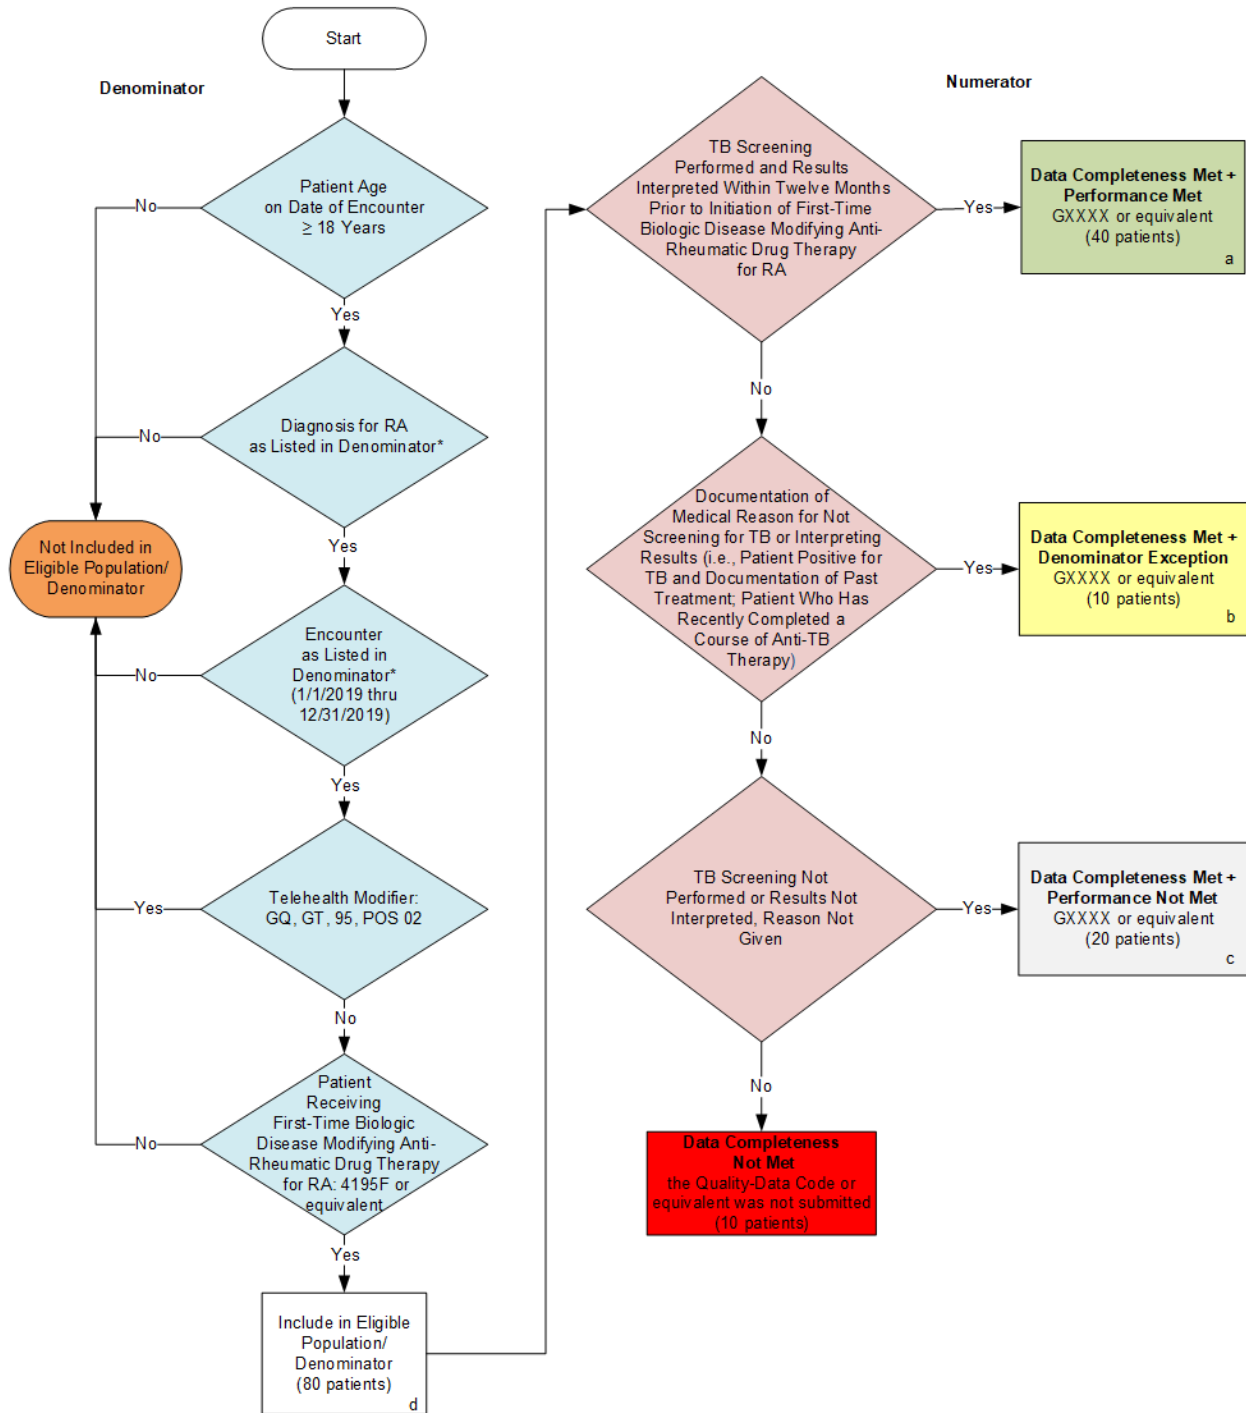 Start
Denominator
Patient Age
on Date of Encounter
≥ 18 Years
No
Yes
Diagnosis for RA
as Listed in Denominator*
No
Yes
Not Included in
Eligible Population/
Denominator
Encounter
as Listed in
Denominator*
(1/1/2019 thru
12/31/2019)
No
Yes
Telehealth Modifier:
GQ, GT, 95, POS 02
Yes
No
Patient
Receiving
First-Time Biologic
Disease Modifying Anti-
Rheumatic Drug Therapy
for RA: 4195F or
equivalent
No
Yes
Include in Eligible
Population/
Denominator
(80 patients)
d
Numerator
TB Screening
Performed and Results
Interpreted Within Twelve Months
Prior to Initiation of First-Time
Biologic Disease Modifying Anti-
Rheumatic Drug Therapy
for RA
Yes
Data Completeness Met +
Performance Met
GXXXX or equivalent
(40 patients)
a
No
Documentation of
Medical Reason for Not
Screening for TB or Interpreting
Results (i.e., Patient Positive for
TB and Documentation of Past
Treatment; Patient Who Has
Recently Completed a
Course of Anti-TB
Therapy)
Yes
Data Completeness Met +
Denominator Exception
GXXXX or equivalent
(10 patients)
b
No
TB Screening Not
Performed or Results Not
Interpreted, Reason Not
Given
Yes
Data Completeness Met +
Performance Not Met
GXXXX or equivalent
(20 patients)
c
No
Data Completeness
Not Met
the Quality-Data Code or
equivalent was not submitted
(10 patients)